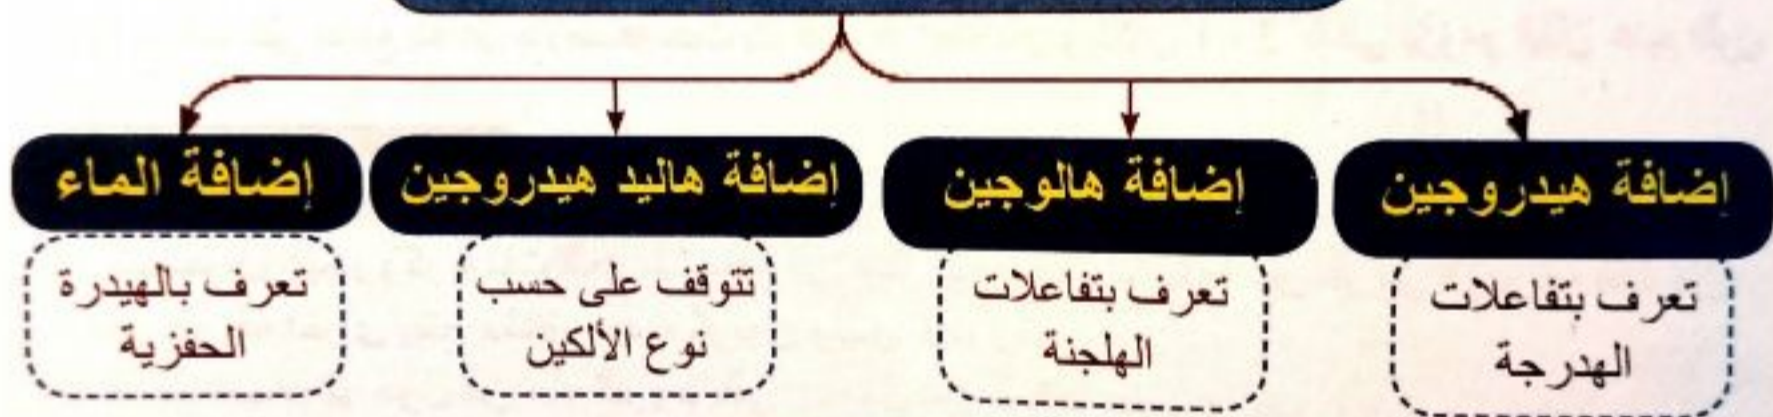 إضافة هيدروجين
تعرف بتفاعلات
الهدرجة
إضافة هالوجين
تعرف بتفاعلات
الهلجنة
إضافة هاليد هيدروجين
تتوقف على حسب
نوع الألكين
إضافة الماء
تعرف بالهيدرة
الحفزية